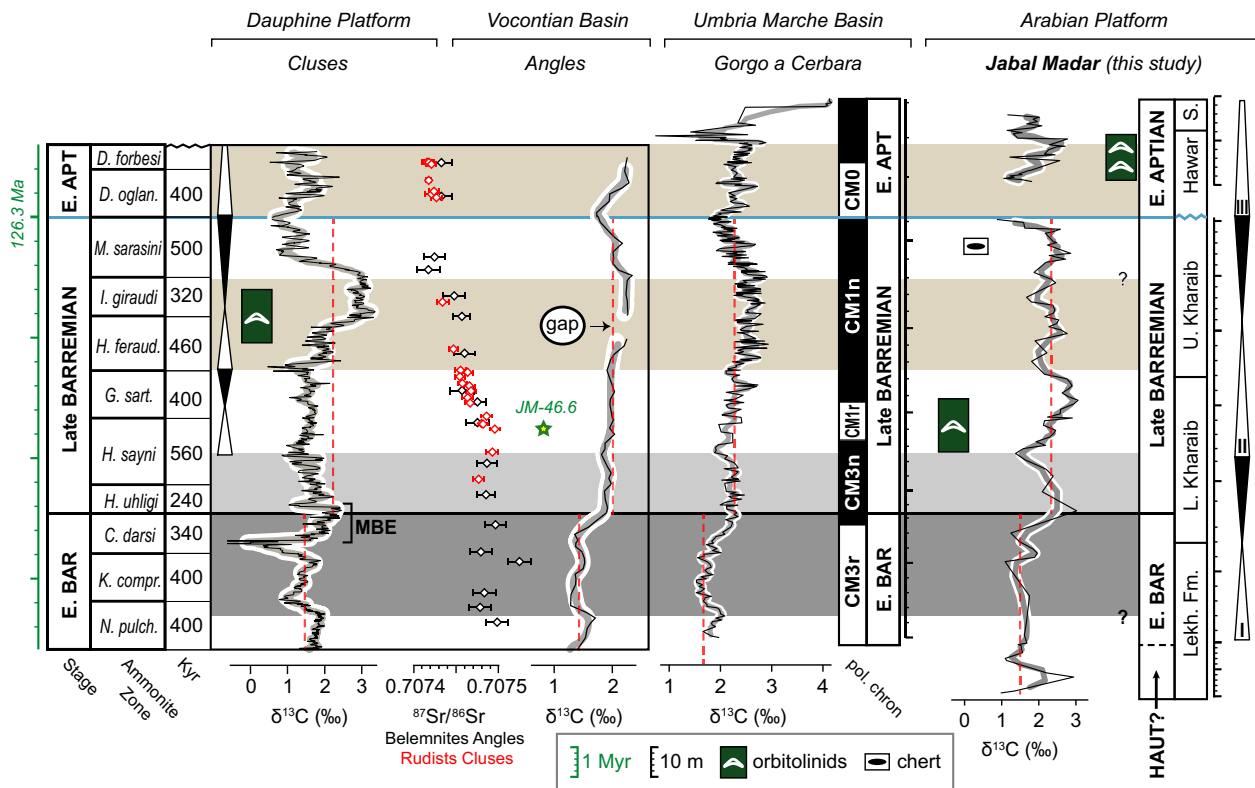 Dauphine Platform
Vocontian Basin
Umbria Marche Basin
Arabian Platform
Cluses
Angles
Gorgo a Cerbara
Jabal Madar (this study)
126.3 Ma
E. APT
Late BARREMIAN
E. BAR
D. forbesi
D. oglan.
400
M. sarasini
500
I. giraudi
320
H. feraud.
460
G. sart.
400
H. sayni
560
H. uhligi
240
C. darsi
340
K. compr.
400
N. pulch.
400
MBE
gap
JM-46.6
CM0
CM1n
CM1r
CM3n
CM3r
E. APT
Late BARREMIAN
E. BAR
?
?
E. APTIAN
Late BARREMIAN
E. BAR
HAUT?
S.
Hawar
U. Kharaib
L. Kharaib
Lekh. Fm.
III
II
I
Stage
Ammonite
Zone
Kyr
0 1 2 3
δ13C (‰)
0.7074
0.7075
87Sr/86Sr
Belemnites Angles
Rudists Cluses
1 2
δ13C (‰)
1 2 3 4
δ13C (‰)
pol. chron
0 1 2 3
δ13C (‰)
1 Myr
10 m
orbitolinids
chert